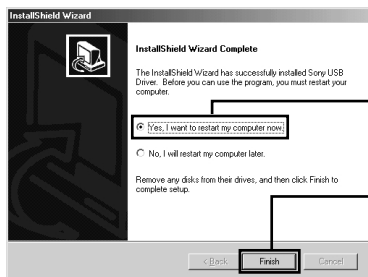 InstallShield Wizard
InstallShield Wizard Complete
The InstallShield Wizard has successfully installed Sony USB
Driver. Before you can use the program, you must restart your
computer.
Yes, I want to restart my computer now.
No, I will restart my computer later.
Remove any disks from their drives, and then click Finish to
complete setup.
< Back
Finish
Cancel